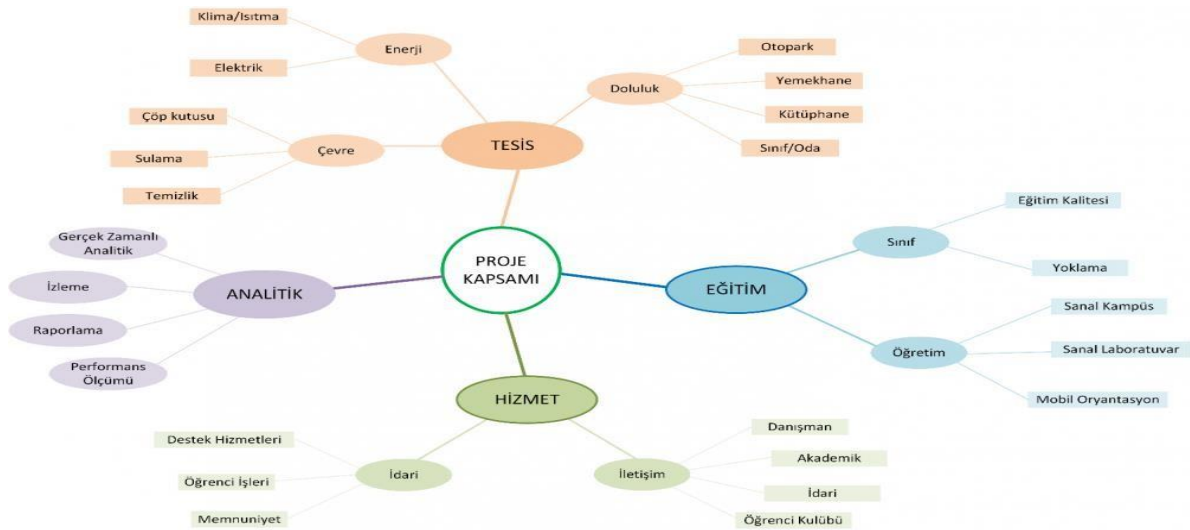 Klima/Isıtma
Enerji
Elektrik
Otopark
Doluluk
Yemekhane
Kütüphane
Sınıf/Oda
Çöp kutusu
Çevre
Sulama
Temizlik
TESİS
Gerçek Zamanlı
Analitik
İzleme
Raporlama
Performans
Ölçümü
ANALİTİK
PROJE
KAPSAMI
EĞİTİM
Sınıf
Eğitim Kalitesi
Yoklama
Öğretim
Sanal Kampüs
Sanal Laboratuvar
Mobil Oryantasyon
HİZMET
Destek Hizmetleri
İdari
Öğrenci İşleri
Memnuniyet
İletişim
Danışman
Akademik
İdari
Öğrenci Kulübü